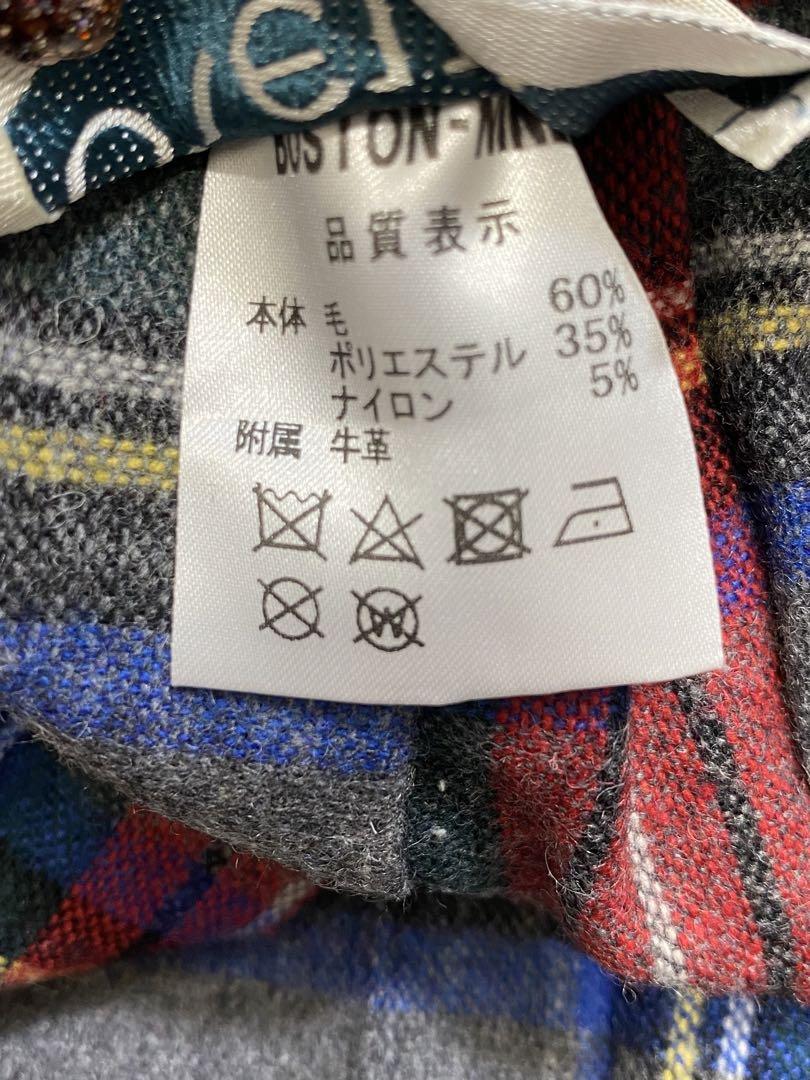 BOSTON-MN
品質表示
本体 毛 60%
ポリエステル 35%
ナイロン 5%
附属 牛革
W